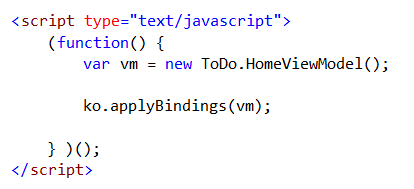 <script type="text/javascript">
    (function() {
        var vm = new ToDo.HomeViewModel();

        ko.applyBindings(vm);

    } )();
</script>